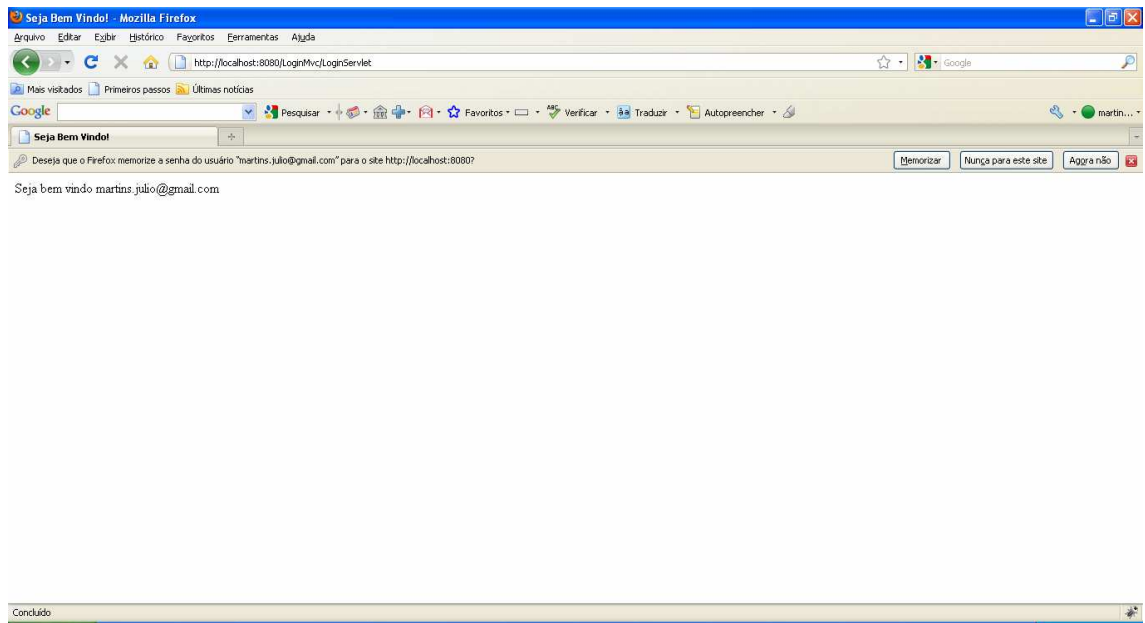 Seja Bem Vindo! - Mozilla Firefox
Arquivo Editar Exibir Histórico Favoritos Ferramentas Ajuda
http://localhost:8080/LoginMvc/LoginServlet Google
Mais visitados Primeiros passos Últimas notícias
Google Pesquisar Favoritos ABC Verificar Traduzir Autopreencher martin...
Seja Bem Vindo!
Deseja que o Firefox memorize a senha do usuário "martins.julio@gmail.com" para o site http://localhost:8080? Memorizar Nunca para este site Agora não
Seja bem vindo martins.julio@gmail.com
Concluído